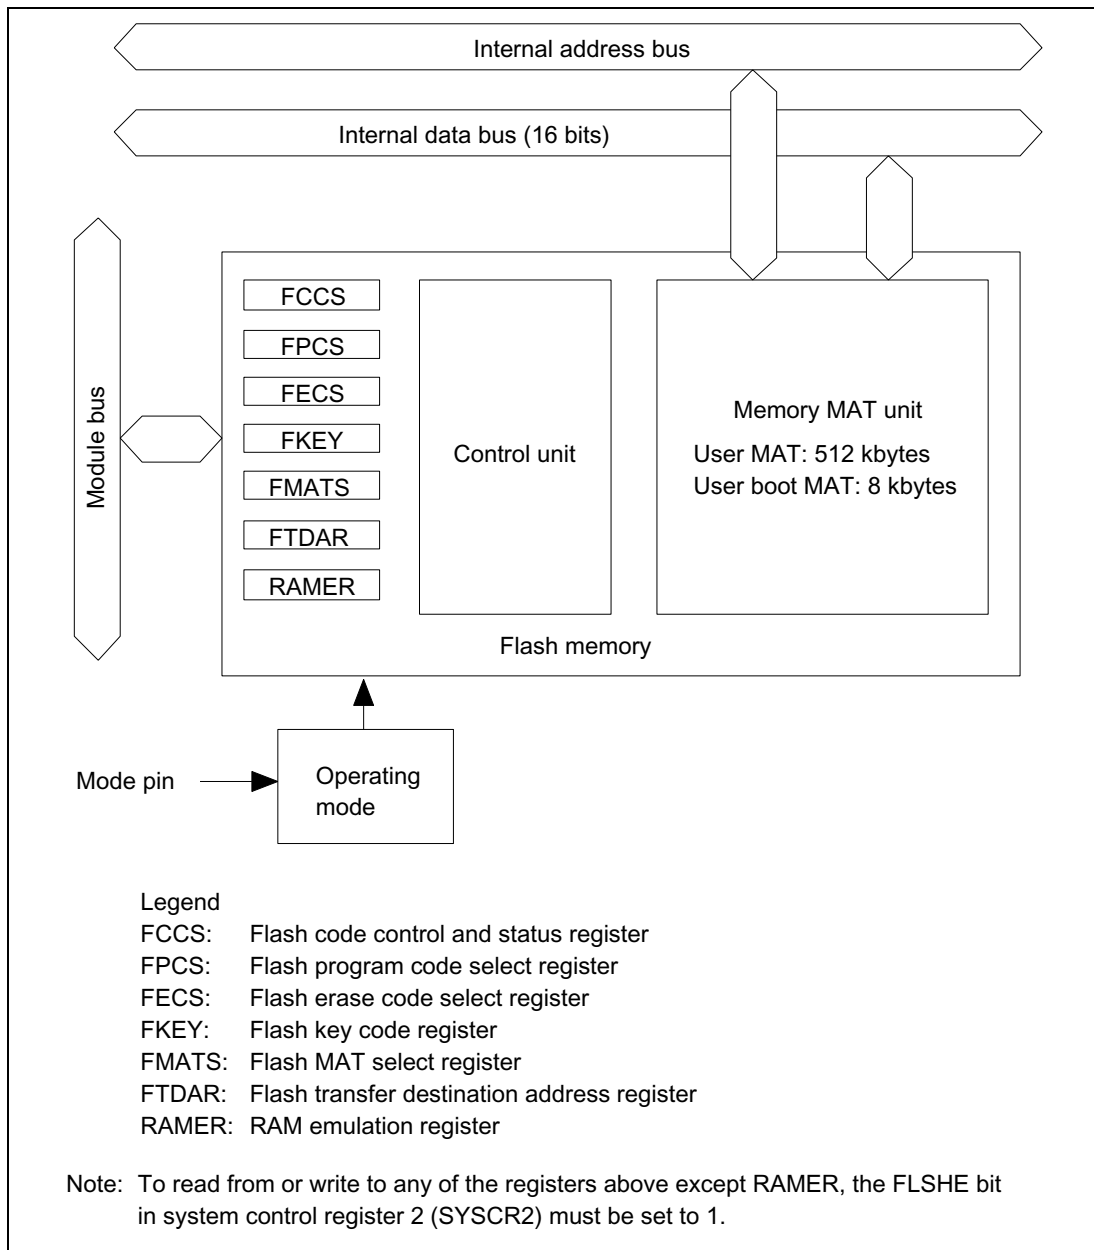 Internal address bus
Internal data bus (16 bits)
Module bus
FCCS
FPCS
FECS
FKEY
FMATS
FTDAR
RAMER
Control unit
Memory MAT unit
User MAT: 512 kbytes
User boot MAT: 8 kbytes
Flash memory
Mode pin
Operating
mode
Legend
FCCS: Flash code control and status register
FPCS: Flash program code select register
FECS: Flash erase code select register
FKEY: Flash key code register
FMATS: Flash MAT select register
FTDAR: Flash transfer destination address register
RAMER: RAM emulation register
Note: To read from or write to any of the registers above except RAMER, the FLSHE bit
in system control register 2 (SYSCR2) must be set to 1.